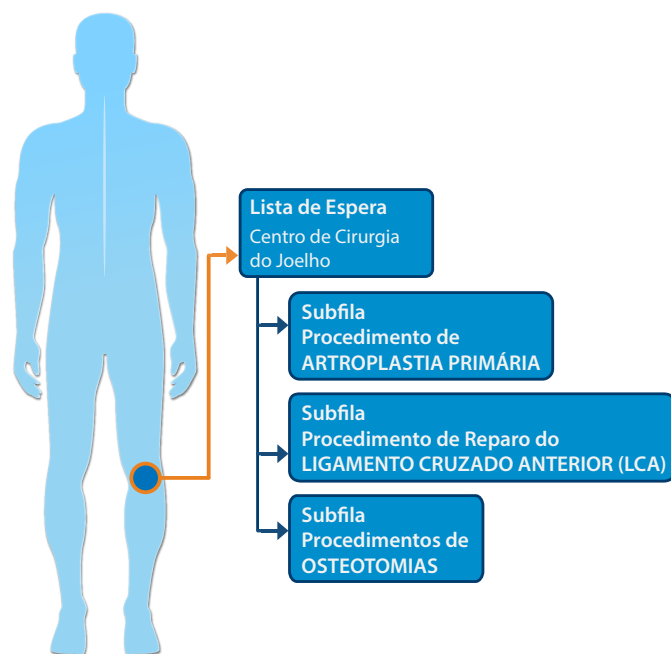 Lista de Espera
Centro de Cirurgia
do Joelho
Subfila
Procedimento de
ARTROPLASTIA PRIMÁRIA
Subfila
Procedimento de Reparo do
LIGAMENTO CRUZADO ANTERIOR (LCA)
Subfila
Procedimentos de
OSTEOTOMIAS